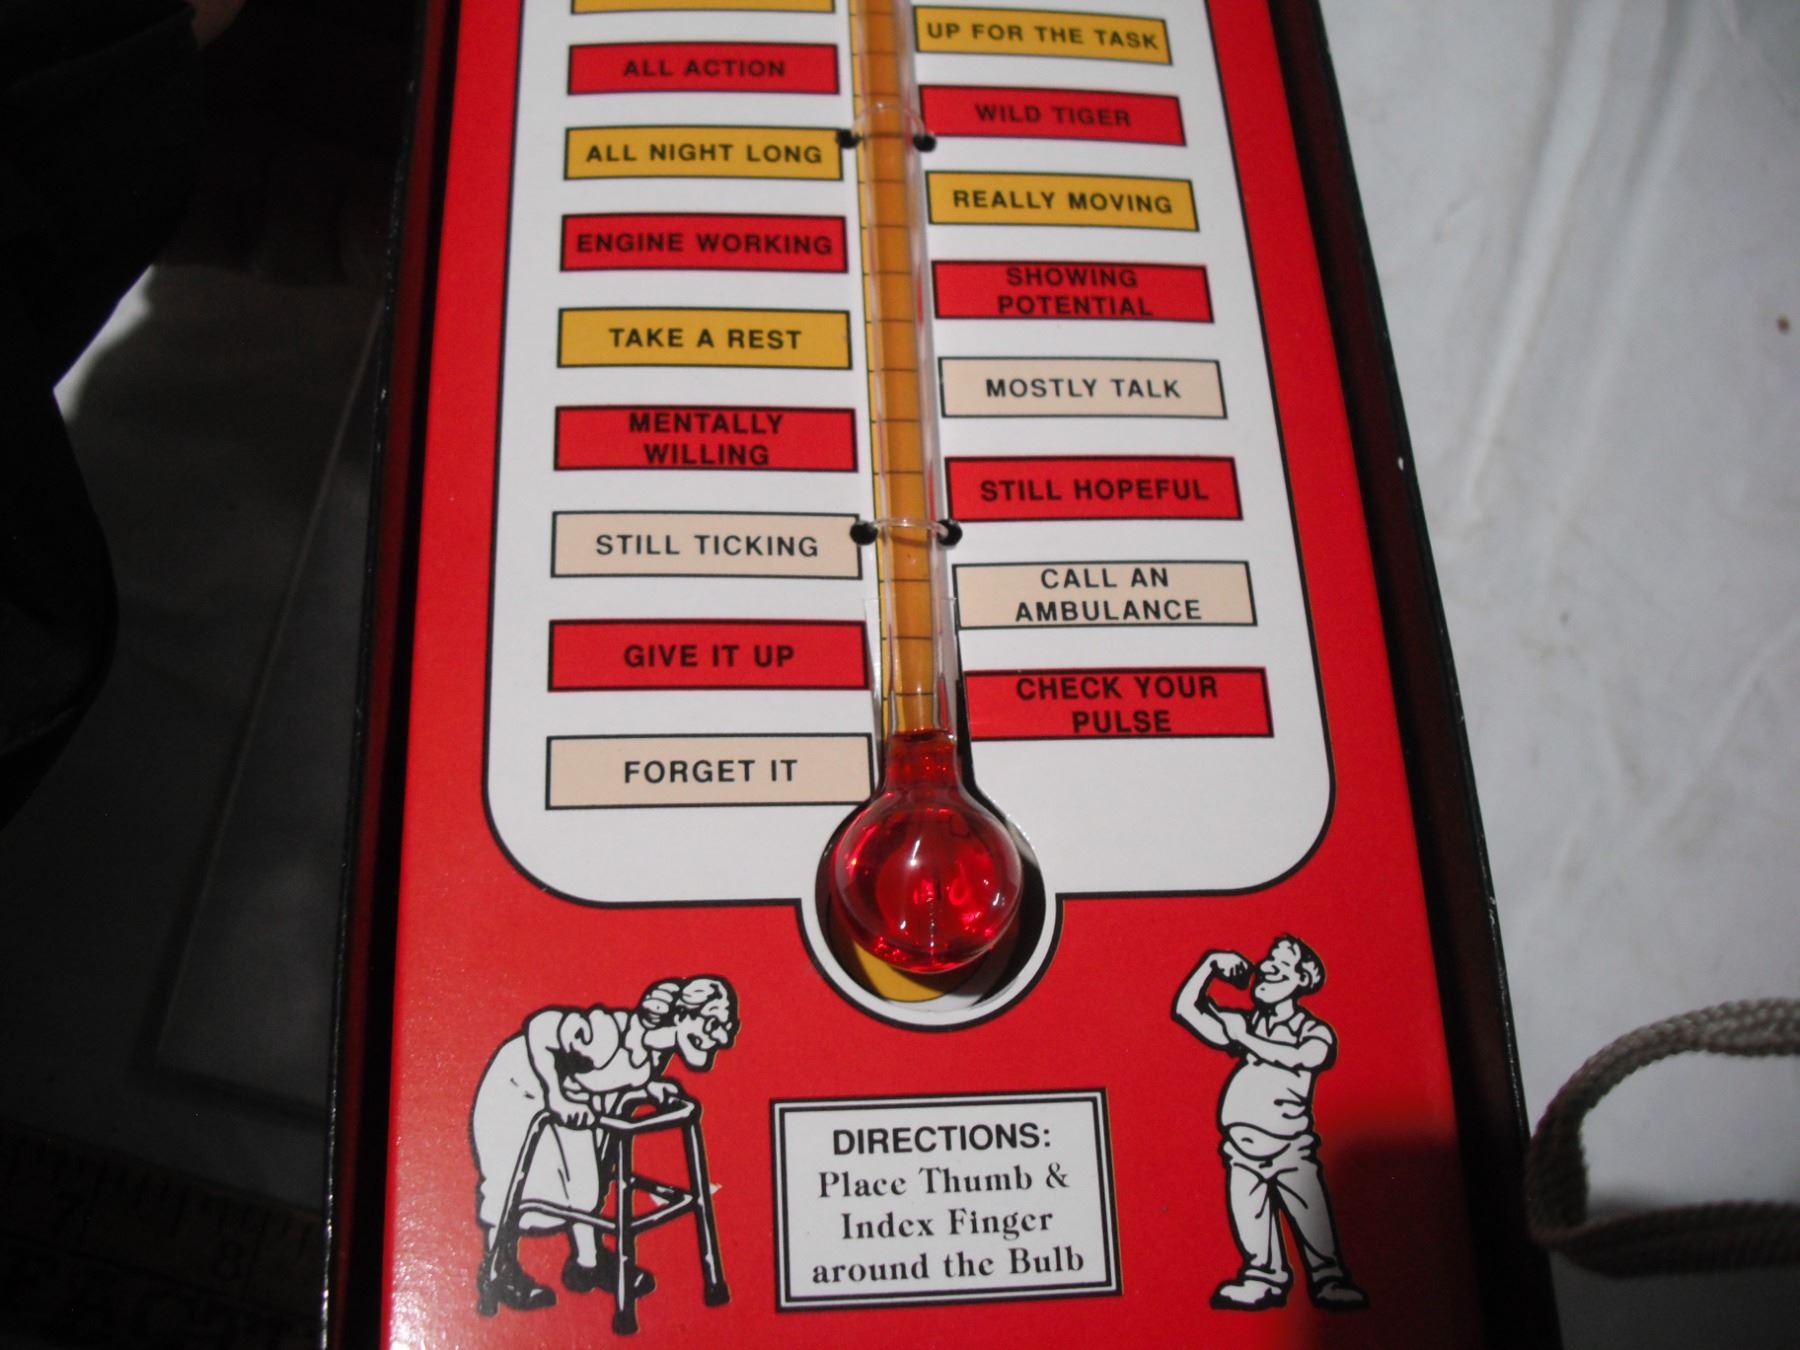 UP FOR THE TASK
ALL ACTION
WILD TIGER
ALL NIGHT LONG
REALLY MOVING
ENGINE WORKING
SHOWING
POTENTIAL
TAKE A REST
MOSTLY TALK
MENTALLY
WILLING
STILL HOPEFUL
STILL TICKING
CALL AN
AMBULANCE
GIVE IT UP
CHECK YOUR
PULSE
FORGET IT
DIRECTIONS:
Place Thumb &
Index Finger
around the Bulb
8